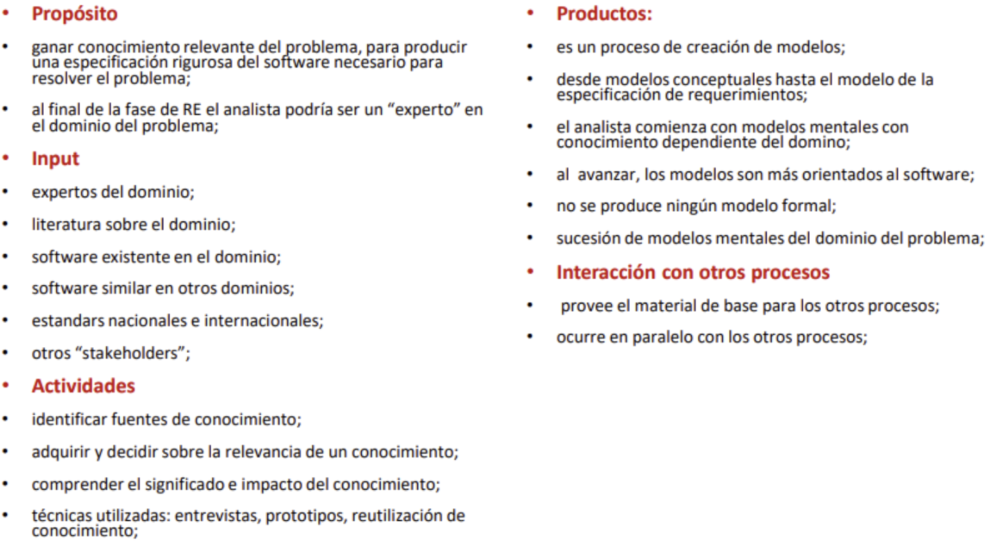 • Propósito
• ganar conocimiento relevante del problema, para producir
una especificación rigurosa del software necesario para
resolver el problema;
• al final de la fase de RE el analista podría ser un “experto” en
el dominio del problema;
• Input
• expertos del dominio;
• literatura sobre el dominio;
• software existente en el dominio;
• software similar en otros dominios;
• estandars nacionales e internacionales;
• otros “stakeholders”;
• Actividades
• identificar fuentes de conocimiento;
• adquirir y decidir sobre la relevancia de un conocimiento;
• comprender el significado e impacto del conocimiento;
• técnicas utilizadas: entrevistas, prototipos, reutilización de
conocimiento;
• Productos:
• es un proceso de creación de modelos;
• desde modelos conceptuales hasta el modelo de la
especificación de requerimientos;
• el analista comienza con modelos mentales con
conocimiento dependiente del domino;
• al avanzar, los modelos son más orientados al software;
• no se produce ningún modelo formal;
• sucesión de modelos mentales del dominio del problema;
• Interacción con otros procesos
• provee el material de base para los otros procesos;
• ocurre en paralelo con los otros procesos;